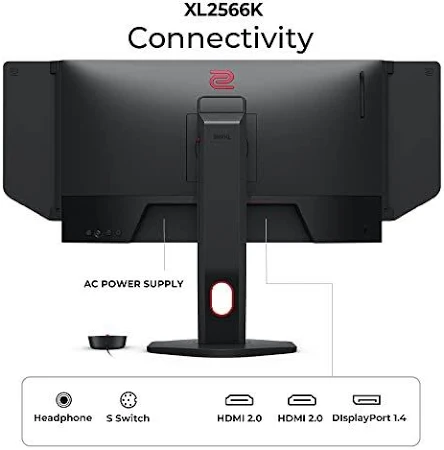 XL2566K
Connectivity
AC POWER SUPPLY
Headphone
S Switch
HDMI 2.0
HDMI 2.0
DIsplayPort 1.4